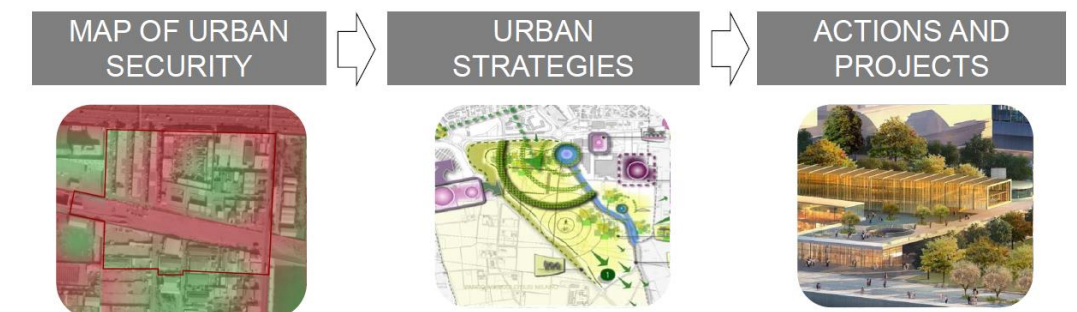 MAP OF URBAN
SECURITY
URBAN
STRATEGIES
ACTIONS AND
PROJECTS